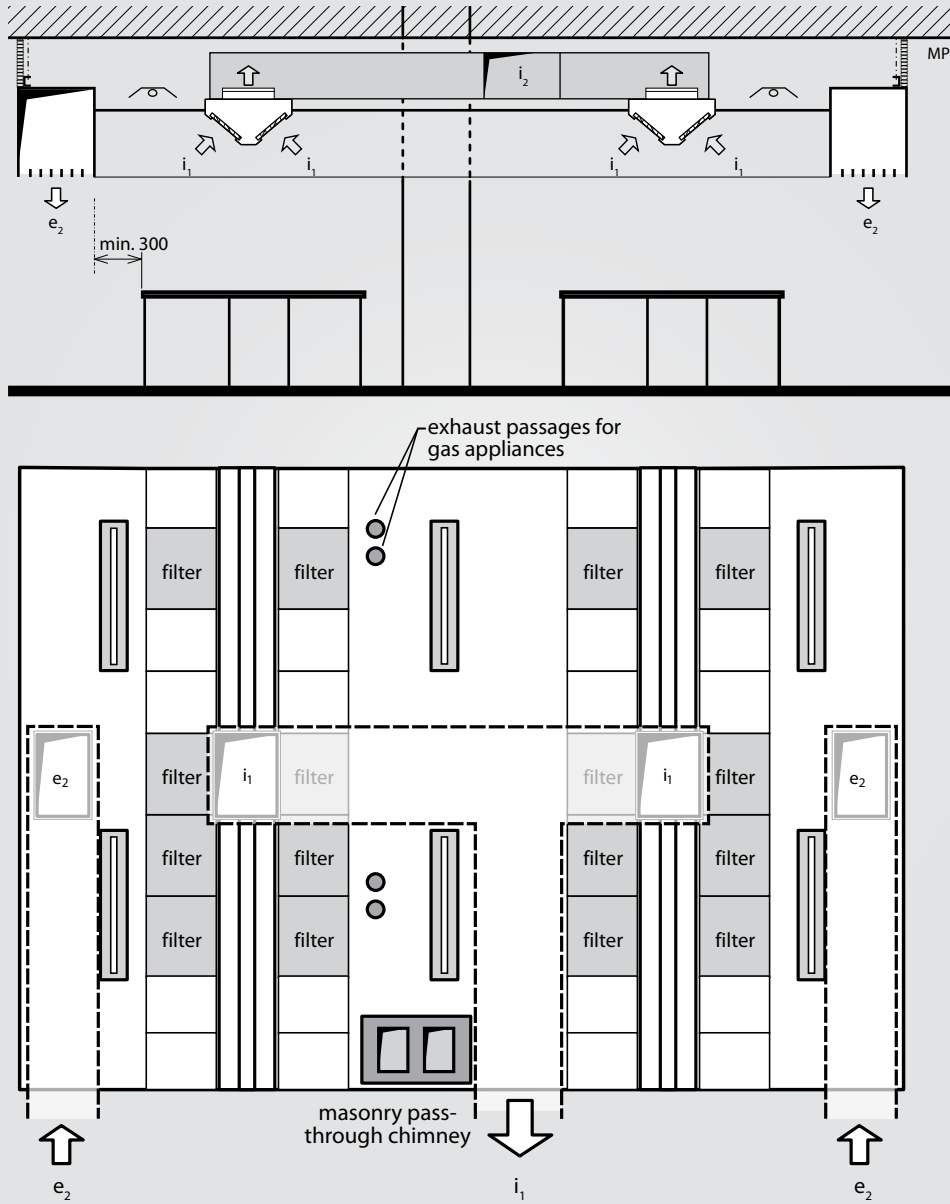 MP
i₂
i₁ i₁ i₁ i₁
e₂ e₂
min. 300
exhaust passages for
gas appliances
filter filter filter filter
e₂ filter i₁ filter filter i₁ filter e₂
filter filter filter filter
filter filter filter filter
masonry pass-
through chimney
e₂ i₁ e₂